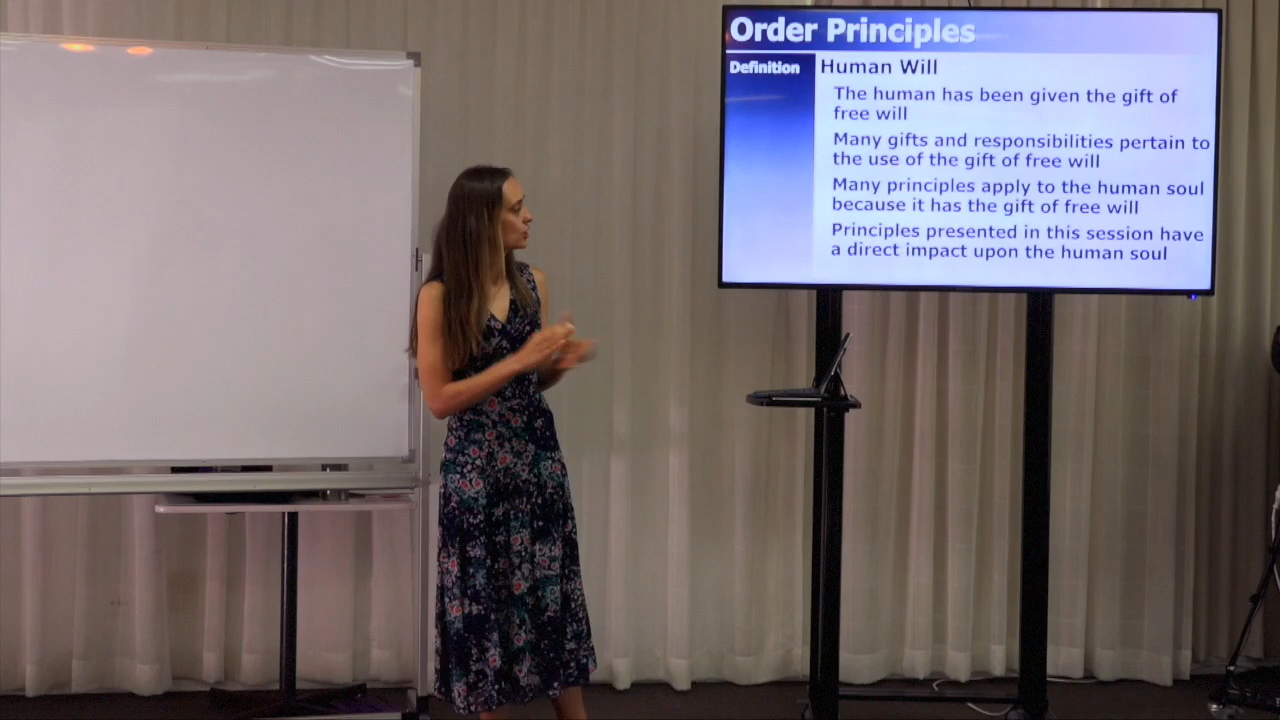 Order Principles
Definition
Human Will
The human has been given the gift of
free will
Many gifts and responsibilities pertain to
the use of the gift of free will
Many principles apply to the human soul
because it has the gift of free will
Principles presented in this session have
a direct impact upon the human soul